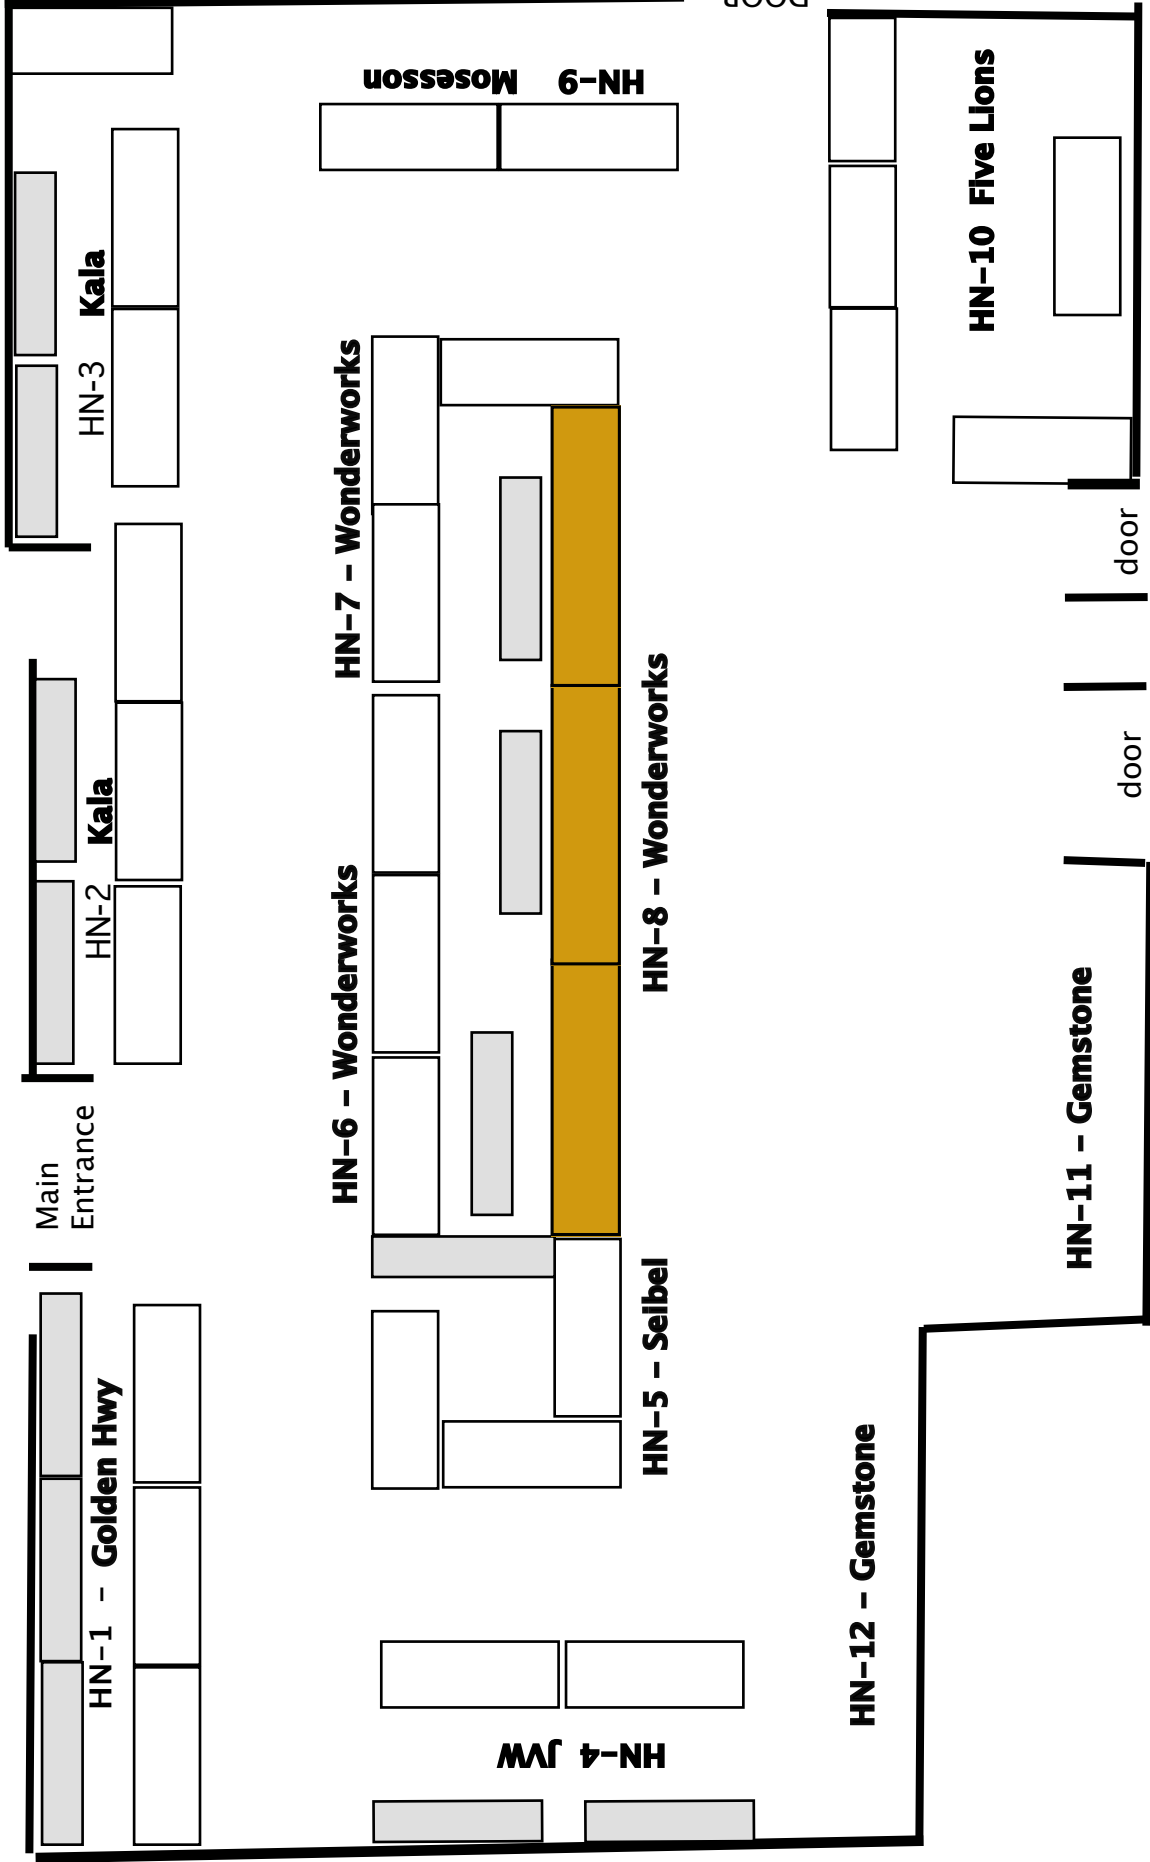 DOOR
HN-9 Mosesson
HN-10 Five Lions
HN-3 Kala
HN-7 - Wonderworks
door
HN-8 - Wonderworks
door
HN-2 Kala
HN-6 - Wonderworks
HN-11 - Gemstone
Main
Entrance
HN-5 - Seibel
HN-1 - Golden Hwy
HN-12 - Gemstone
HN-4 JVW